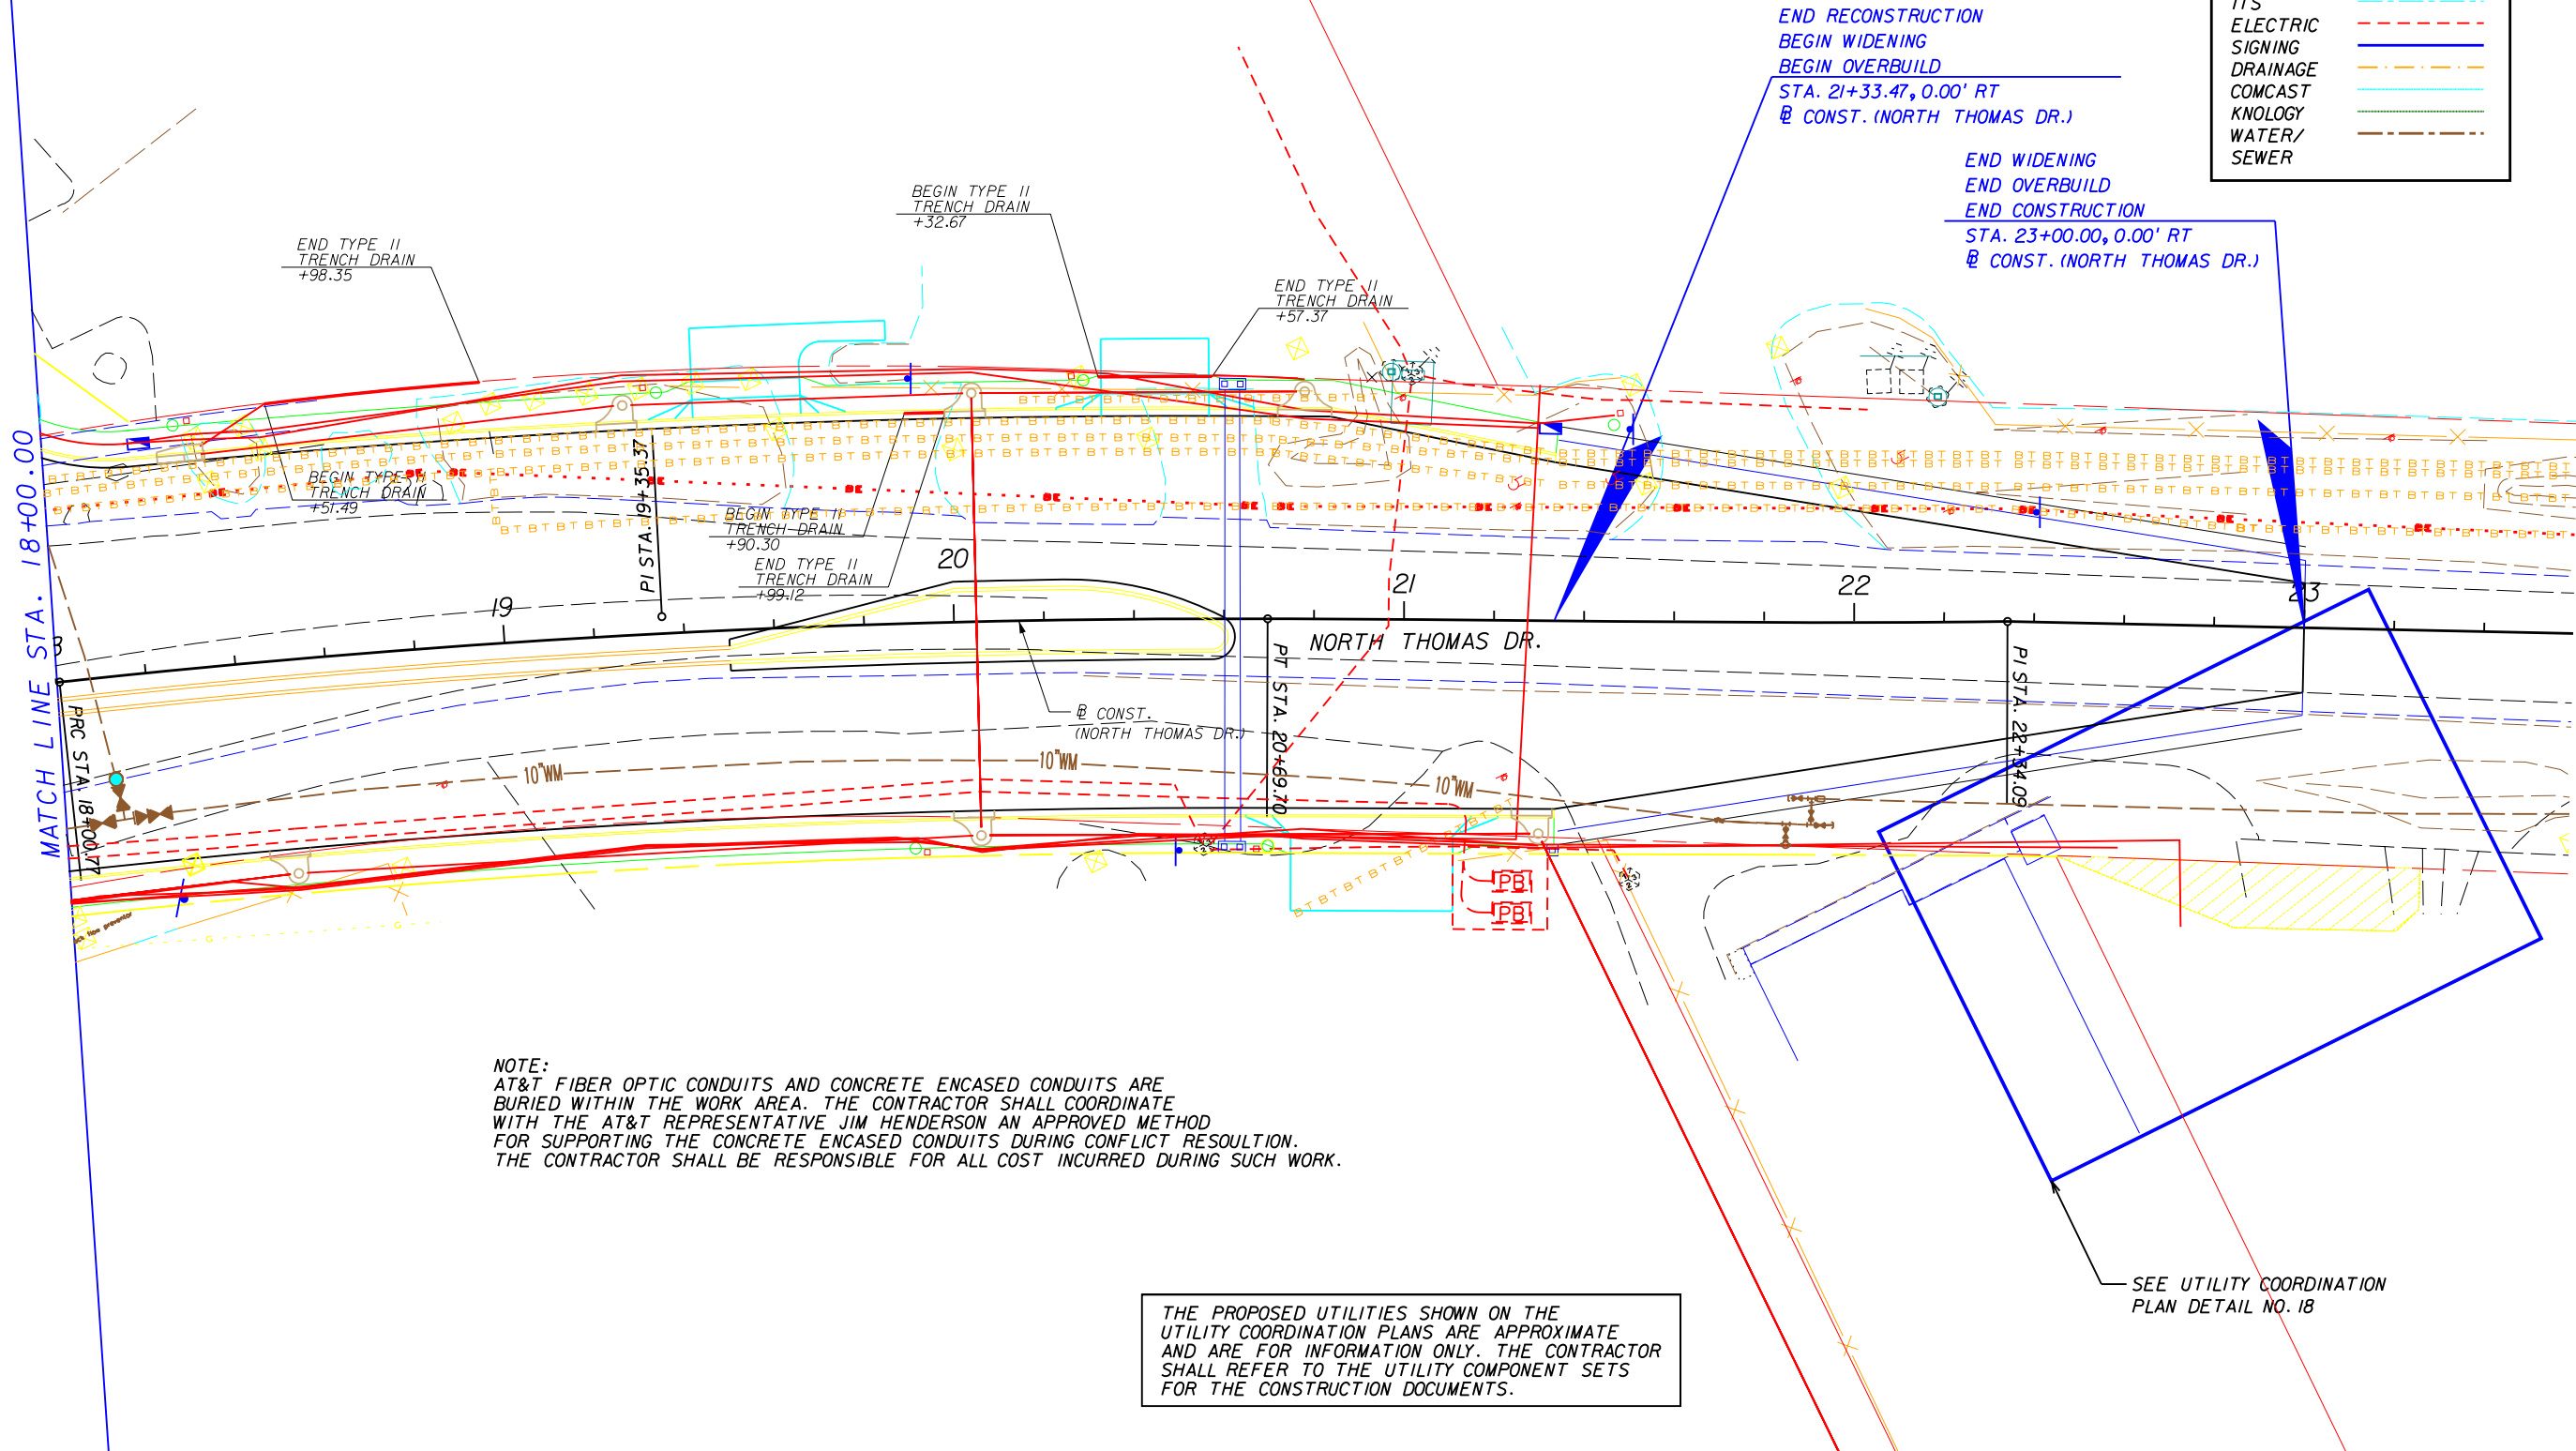 END RECONSTRUCTION
BEGIN WIDENING
BEGIN OVERBUILD
STA. 21+33.47, 0.00' RT
℄ CONST. (NORTH THOMAS DR.)
END WIDENING
END OVERBUILD
END CONSTRUCTION
STA. 23+00.00, 0.00' RT
℄ CONST. (NORTH THOMAS DR.)
ITS
ELECTRIC
SIGNING
DRAINAGE
COMCAST
KNOLOGY
WATER/
SEWER
BEGIN TYPE II
TRENCH DRAIN
+32.67
END TYPE II
TRENCH DRAIN
+98.35
END TYPE II
TRENCH DRAIN
+57.37
BEGIN TYPE II
TRENCH DRAIN
+51.49
BEGIN TYPE II
TRENCH DRAIN
+90.30
END TYPE II
TRENCH DRAIN
+99.12
MATCH LINE STA. 18+00.00
PRC STA. 18+00.77
PI STA. 19+35.37
PT STA. 20+69.70
PI STA. 22+34.09
19
20
21
22
23
NORTH THOMAS DR.
℄ CONST.
(NORTH THOMAS DR.)
10"WM
10"WM
10"WM
PB
PB
NOTE:
AT&T FIBER OPTIC CONDUITS AND CONCRETE ENCASED CONDUITS ARE
BURIED WITHIN THE WORK AREA. THE CONTRACTOR SHALL COORDINATE
WITH THE AT&T REPRESENTATIVE JIM HENDERSON AN APPROVED METHOD
FOR SUPPORTING THE CONCRETE ENCASED CONDUITS DURING CONFLICT RESOULTION.
THE CONTRACTOR SHALL BE RESPONSIBLE FOR ALL COST INCURRED DURING SUCH WORK.
THE PROPOSED UTILITIES SHOWN ON THE
UTILITY COORDINATION PLANS ARE APPROXIMATE
AND ARE FOR INFORMATION ONLY. THE CONTRACTOR
SHALL REFER TO THE UTILITY COMPONENT SETS
FOR THE CONSTRUCTION DOCUMENTS.
SEE UTILITY COORDINATION
PLAN DETAIL NO. 18